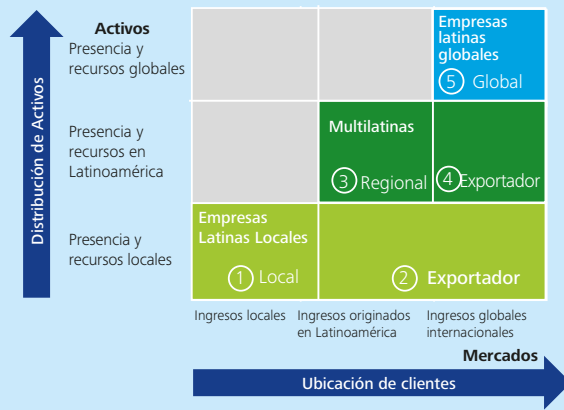 Distribución de Activos
Activos
Presencia y
recursos globales
Empresas
latinas
globales
5 Global
Presencia y
recursos en
Latinoamérica
Multilatinas
3 Regional
4 Exportador
Presencia y
recursos locales
Empresas
Latinas Locales
1 Local
2 Exportador
Ingresos locales
Ingresos originados
en Latinoamérica
Ingresos globales
internacionales
Mercados
Ubicación de clientes